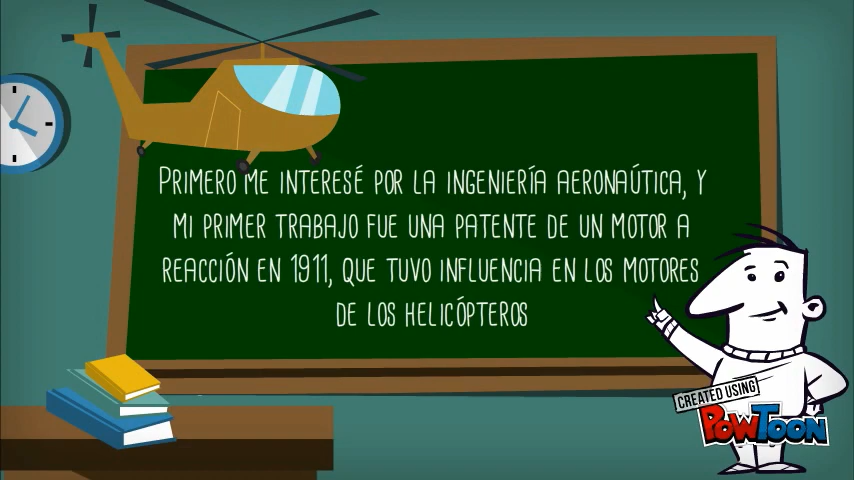 Primero me interesé por la ingeniería aeronaútica, y
mi primer trabajo fue una patente de un motor a
reacción en 1911, que tuvo influencia en los motores
de los helicópteros
CREATED USING
POWTOON